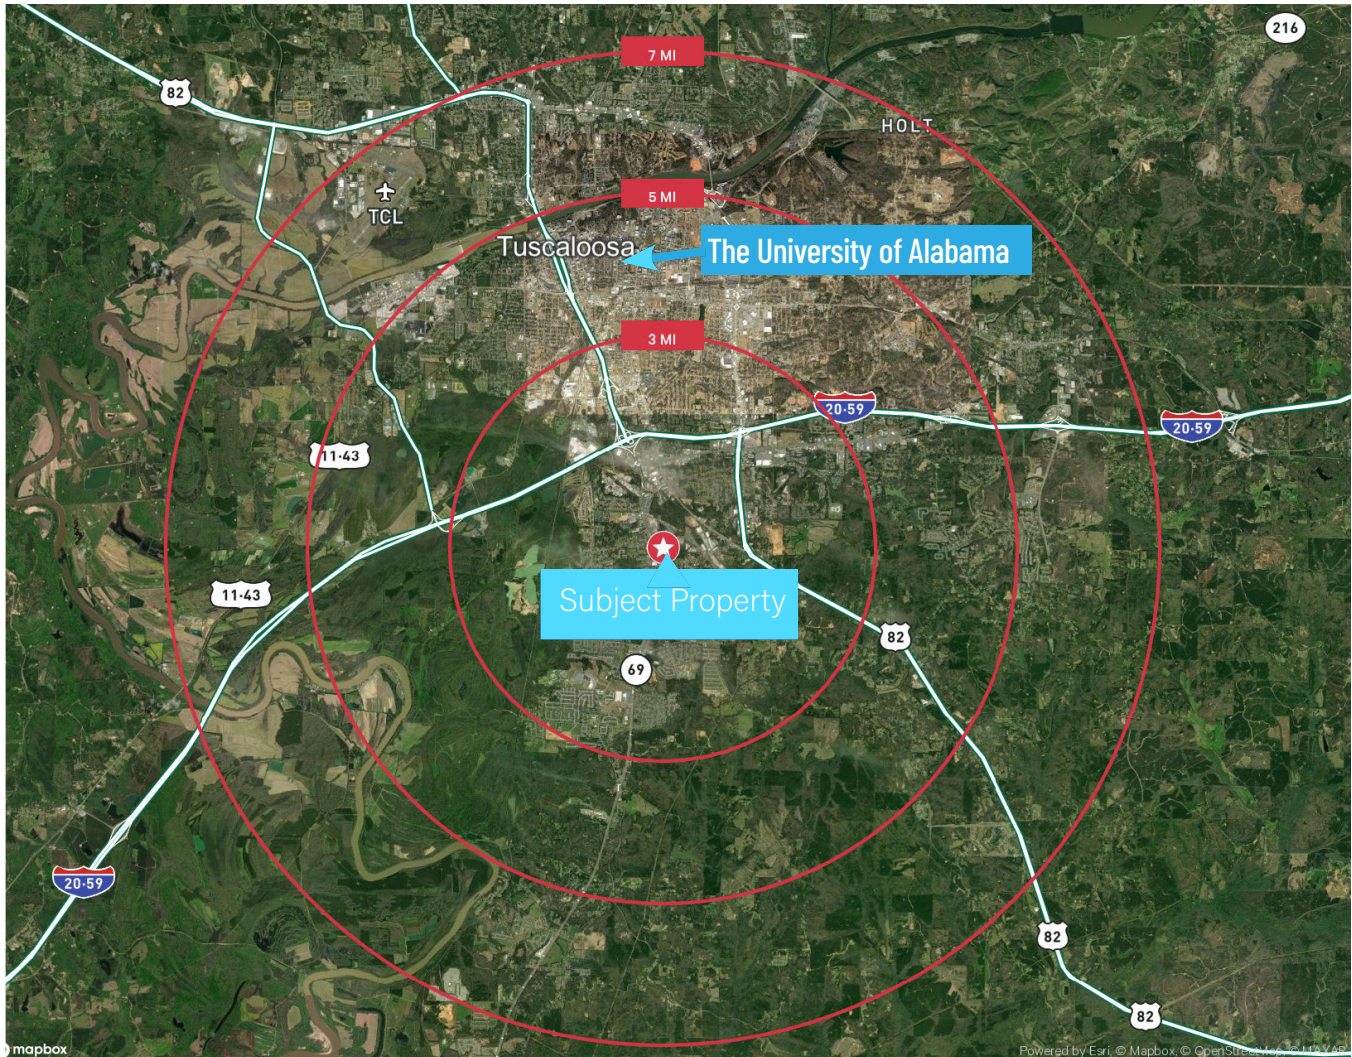 216
7 MI
82
HOLT
5 MI
TCL
Tuscaloosa
The University of Alabama
3 MI
20-59
20-59
11-43
11-43
Subject Property
82
69
20-59
82
82
mapbox
Powered by Esri, © Mapbox, © OpenStreetMap, © MAXAR